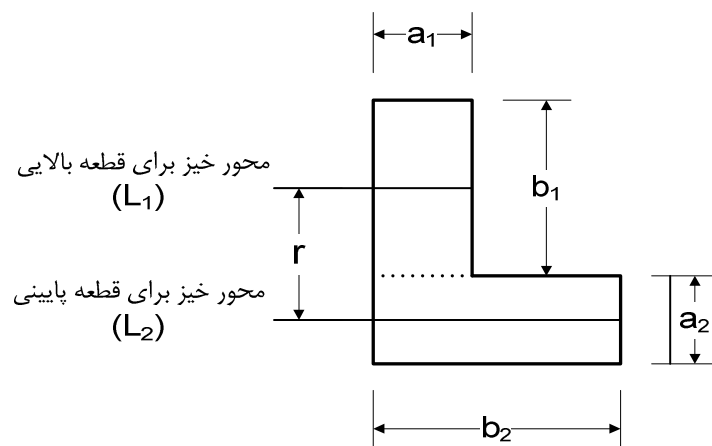 a₁
محور خیز برای قطعه بالایی
(L₁)
b₁
r
محور خیز برای قطعه پایینی
(L₂)
a₂
b₂